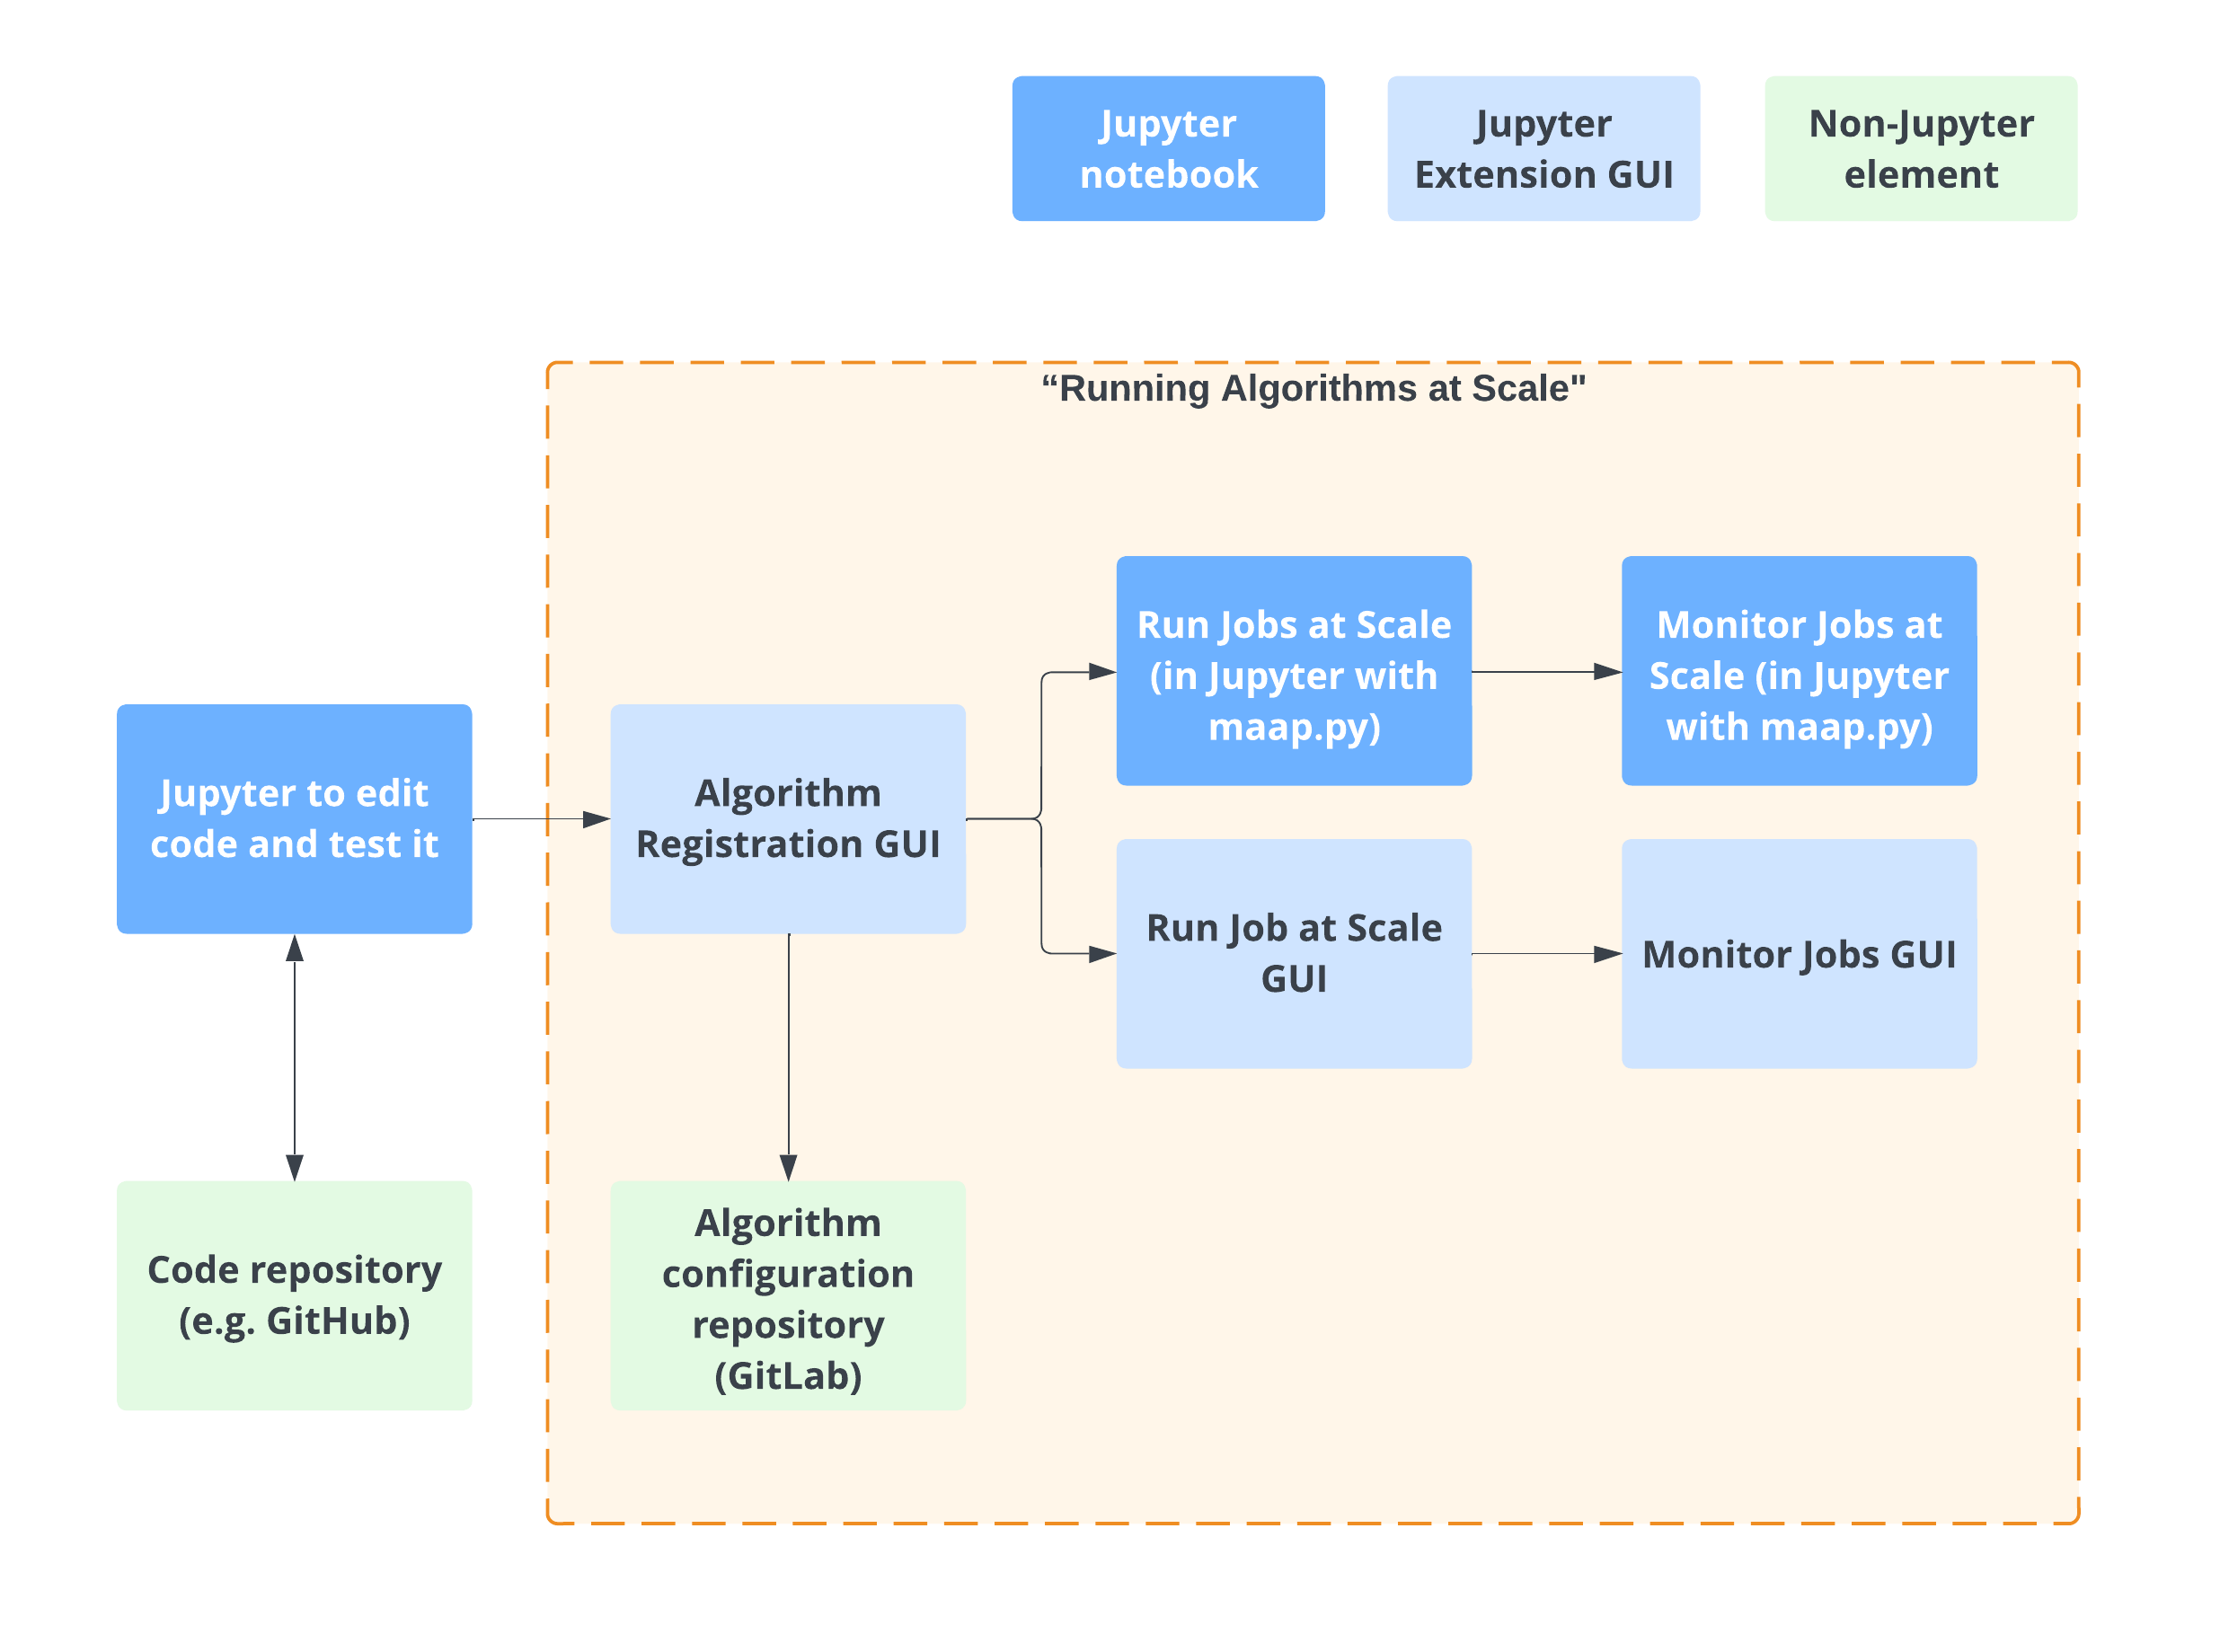 Jupyter
notebook
Jupyter
Extension GUI
Non-Jupyter
element
“Running Algorithms at Scale"
Jupyter to edit
code and test it
Algorithm
Registration GUI
Run Jobs at Scale
(in Jupyter with
maap.py)
Monitor Jobs at
Scale (in Jupyter
with maap.py)
Run Job at Scale
GUI
Monitor Jobs GUI
Code repository
(e.g. GitHub)
Algorithm
configuration
repository
(GitLab)